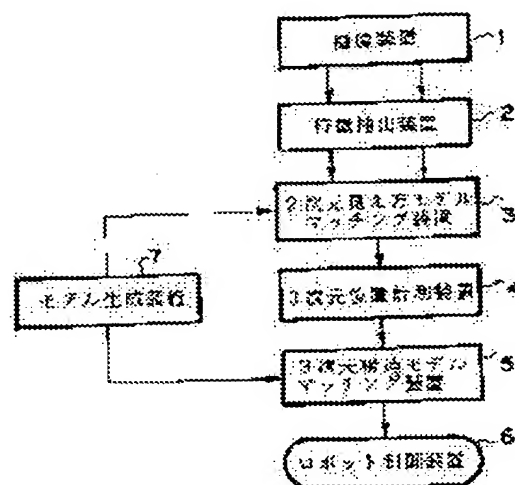 撮像装置
1
特徴抽出装置
2
2次元見え方モデル
マッチング装置
3
7
モデル生成装置
3次元位置計測装置
4
3次元構造モデル
マッチング装置
5
ロボット制御装置
6